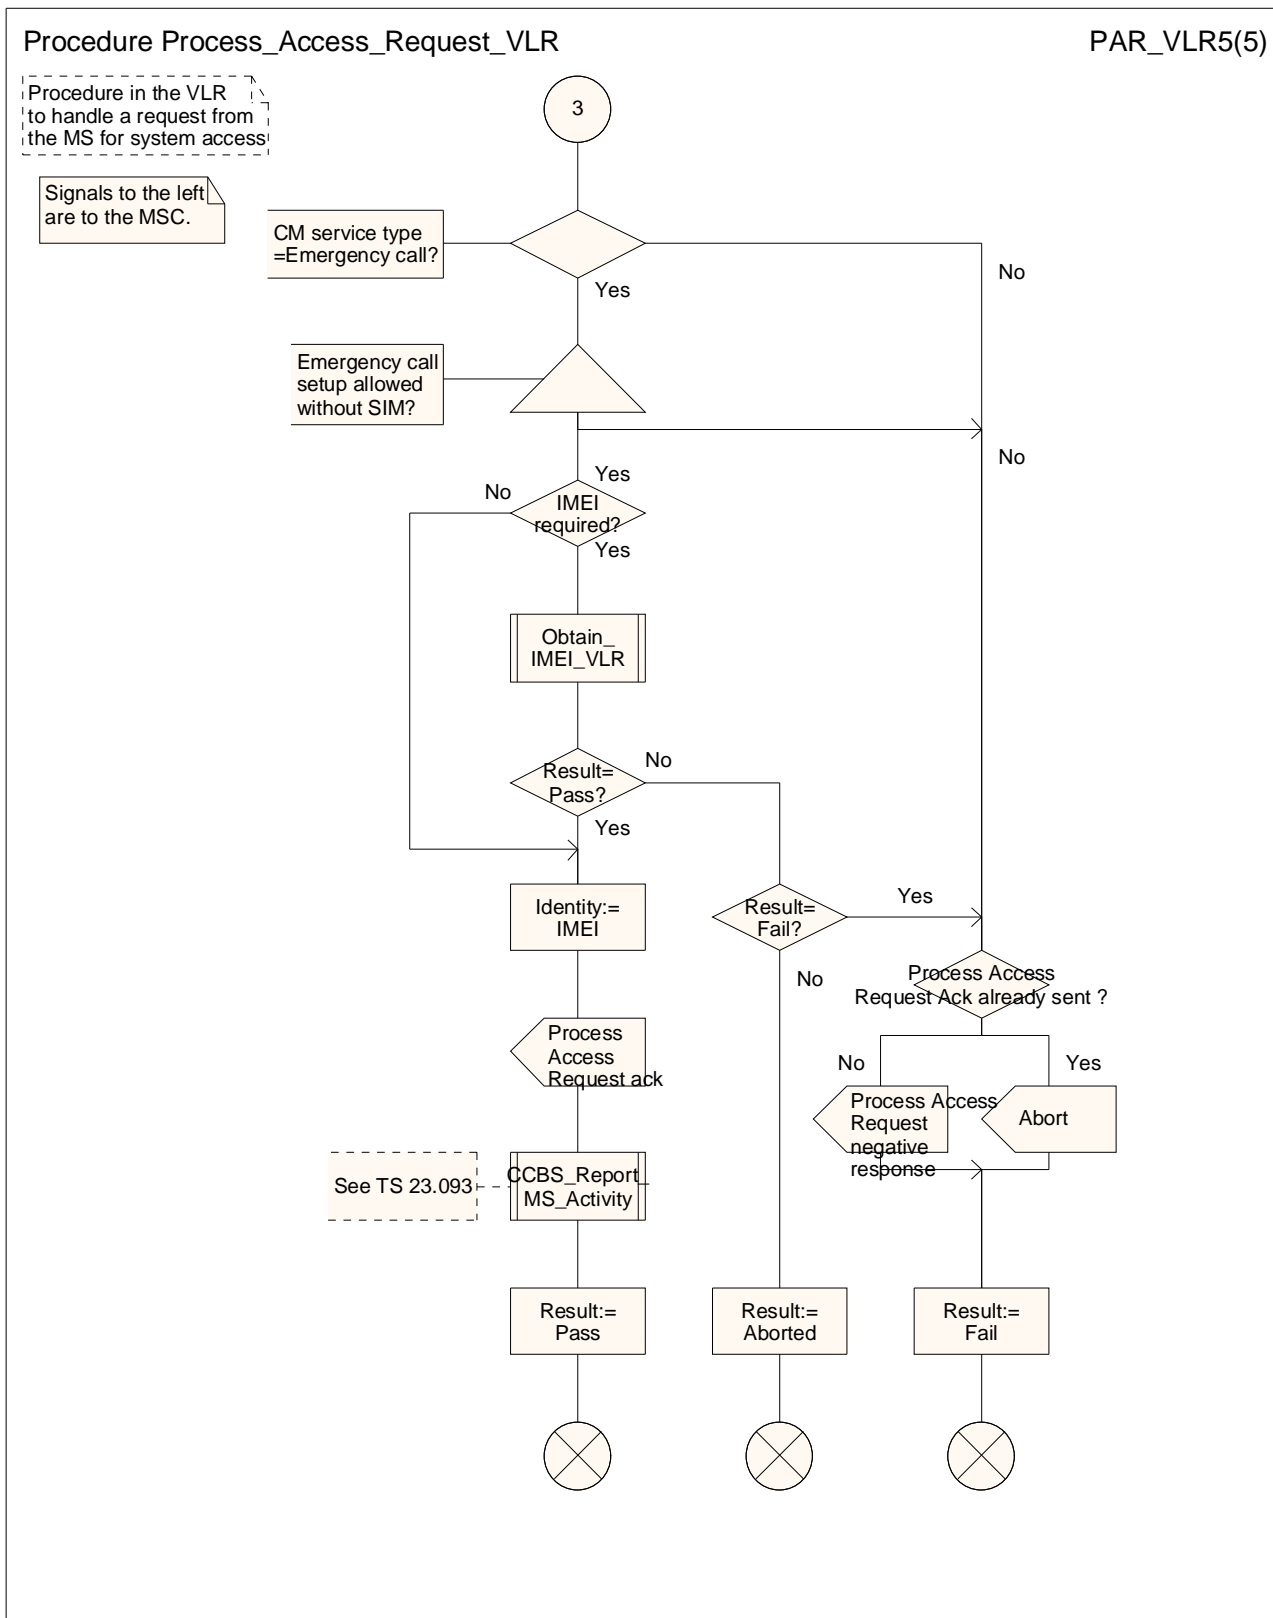 Procedure Process_Access_Request_VLR
PAR_VLR5(5)
Procedure in the VLR
to handle a request from
the MS for system access
3
Signals to the left
are to the MSC.
CM service type
=Emergency call?
No
Yes
Emergency call
setup allowed
without SIM?
No
Yes
No
IMEI
required?
Yes
Obtain_
IMEI_VLR
No
Result=
Pass?
Yes
Identity:=
IMEI
Result=
Fail?
Yes
No
Process Access
Request Ack already sent ?
Process
Access
Request ack
No
Yes
Process Access
Request
negative
response
Abort
See TS 23.093
CCBS_Report_
MS_Activity
Result:=
Pass
Result:=
Aborted
Result:=
Fail